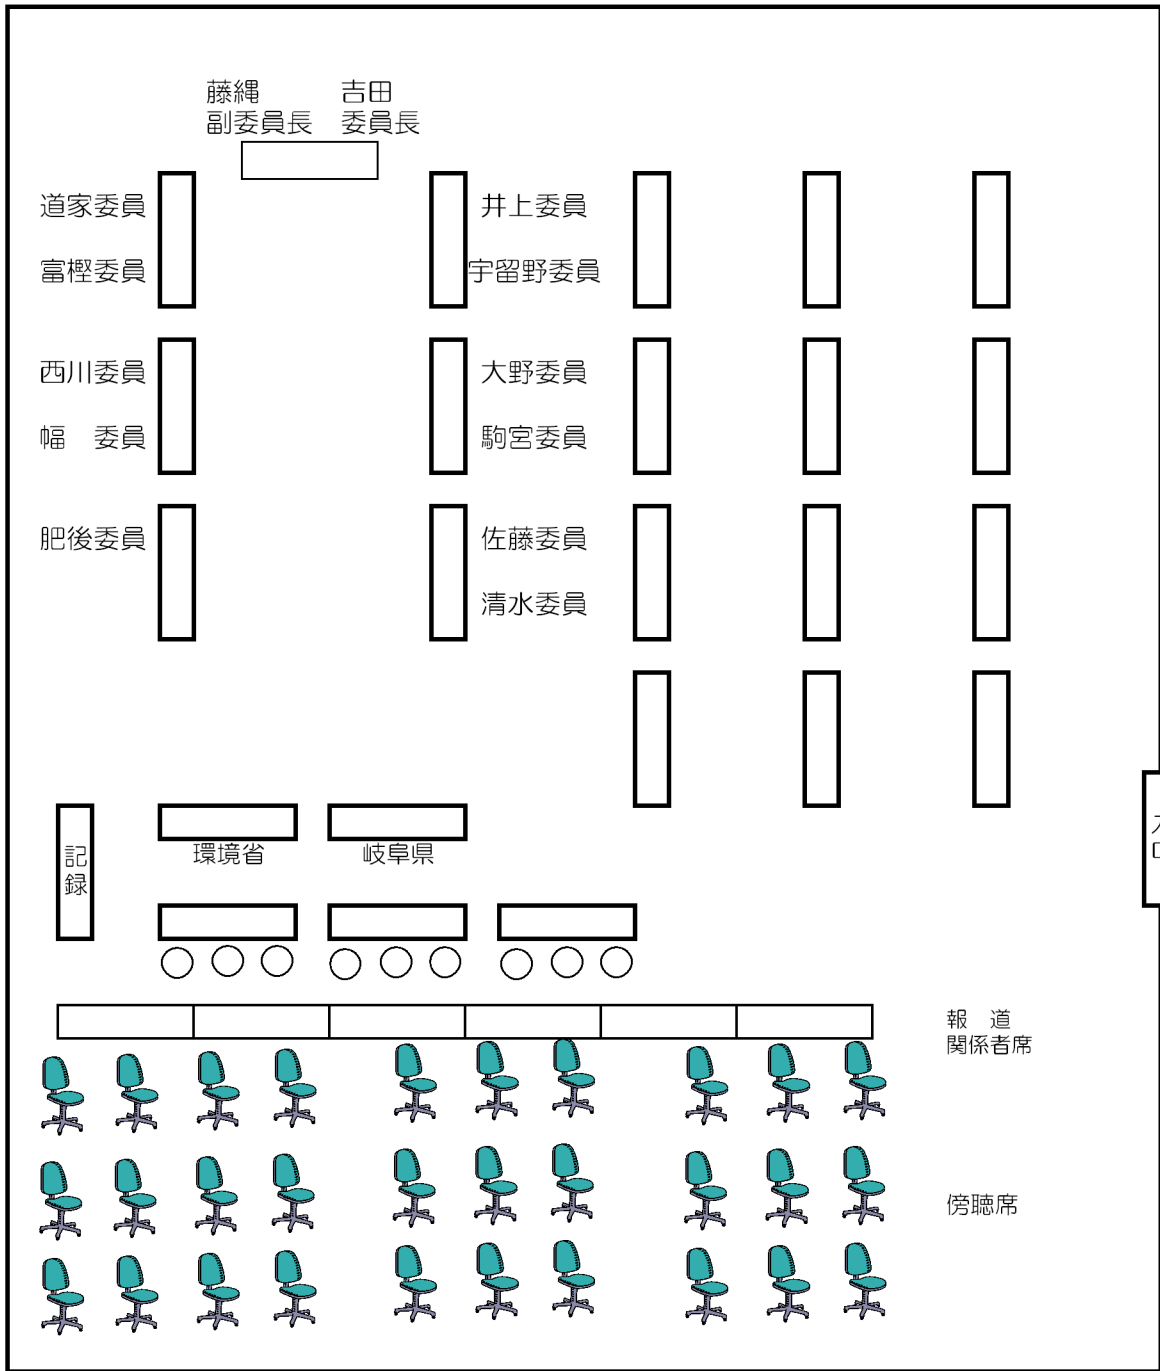 藤縄 吉田
副委員長 委員長
道家委員 井上委員
富樫委員 宇留野委員
西川委員 大野委員
幅 委員 駒宮委員
肥後委員 佐藤委員
清水委員
記録
環境省 岐阜県
報 道
関係者席
傍聴席